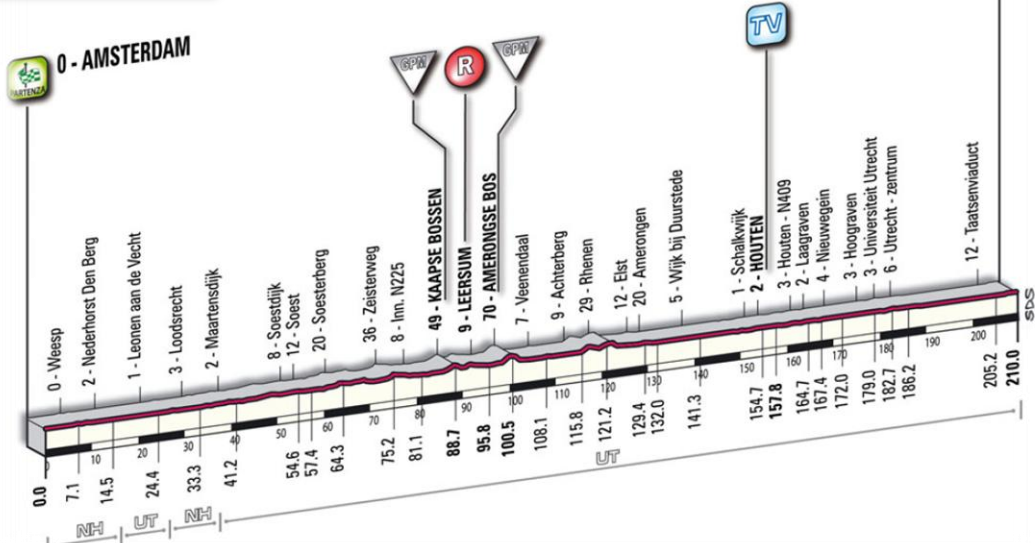 0 - AMSTERDAM
PARTENZA
GPM
R
GPM
TV
0 - Weesp
2 - Nederhorst Den Berg
1 - Leonen aan de Vecht
3 - Loodsrecht
2 - Maartensdijk
8 - Soestdijk
12 - Soest
20 - Soesterberg
36 - Zeisterweg
8 - Inn. N225
49 - KAAPSE BOSSEN
9 - LEERSUM
70 - AMERONGSE BOS
7 - Veenendaal
9 - Achterberg
29 - Rhenen
12 - Elst
20 - Amerongen
5 - Wijk bij Duurstede
1 - Schalkwijk
2 - HOUTEN
3 - Houten - N409
2 - Laagraven
4 - Nieuwegein
3 - Hoograven
3 - Universiteit Utrecht
6 - Utrecht - zentrum
12 - Taatsenviaduct
SDS
0
10
20
30
40
50
60
70
80
90
100
110
120
130
140
150
160
170
180
190
200
0.0
7.1
14.5
24.4
33.3
41.2
54.6
57.4
64.3
75.2
81.1
88.7
95.8
100.5
108.1
115.8
121.2
129.4
132.0
141.3
154.7
157.8
164.7
167.4
172.0
179.0
182.7
186.2
205.2
210.0
NH
UT
NH
UT